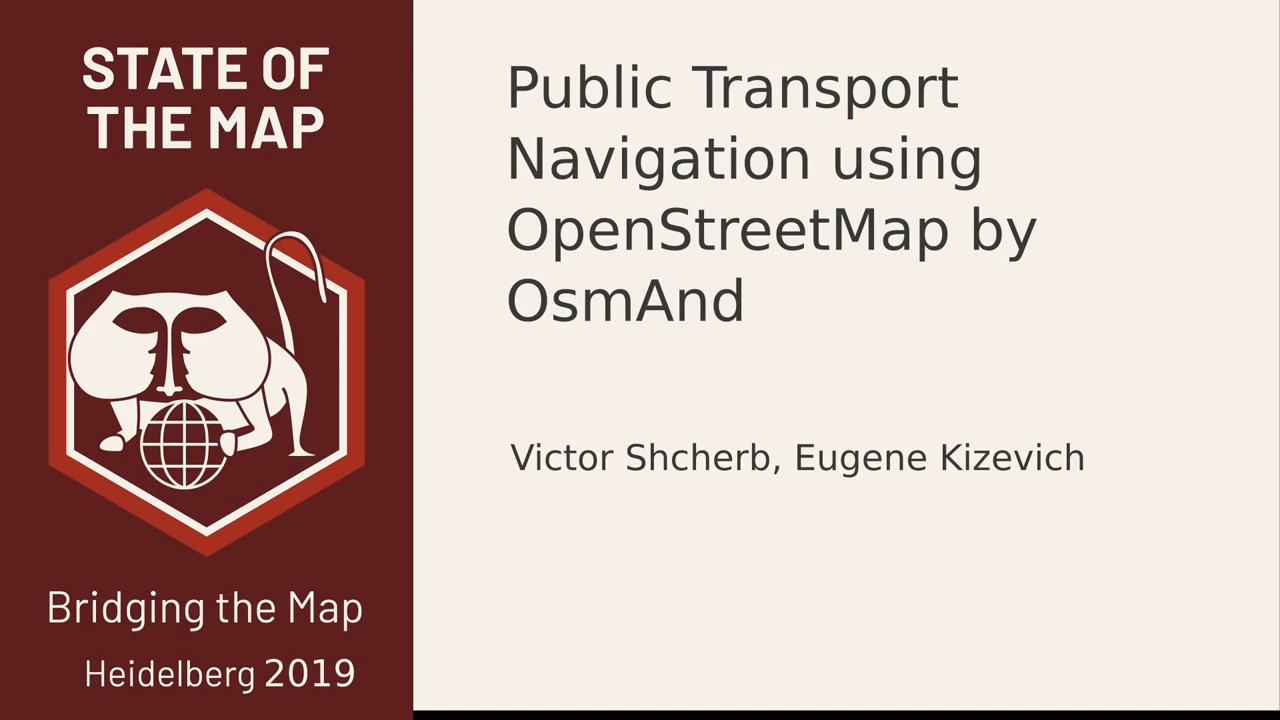 STATE OF
THE MAP
Bridging the Map
Heidelberg 2019
Public Transport
Navigation using
OpenStreetMap by
OsmAnd
Victor Shcherb, Eugene Kizevich